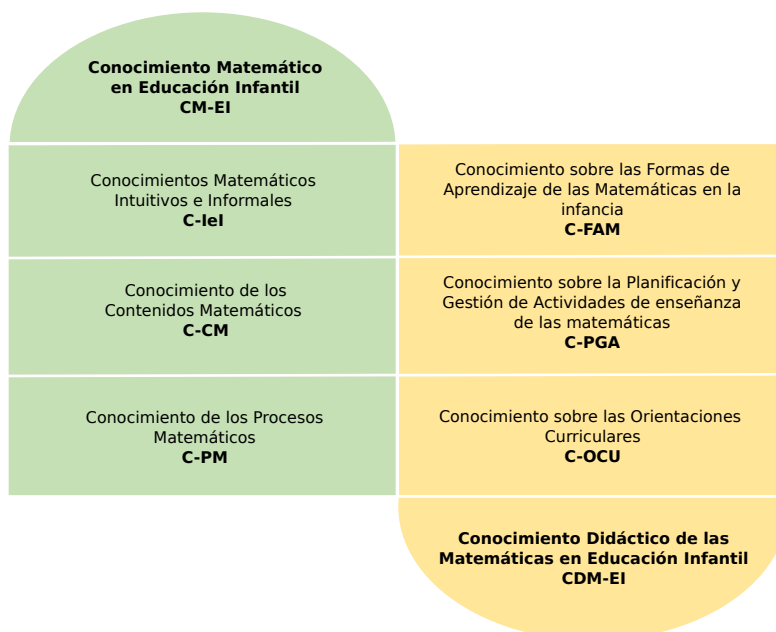 Conocimiento Matemático
en Educación Infantil
CM-EI
Conocimientos Matemáticos
Intuitivos e Informales
C-IeI
Conocimiento de los
Contenidos Matemáticos
C-CM
Conocimiento de los Procesos
Matemáticos
C-PM
Conocimiento sobre las Formas de
Aprendizaje de las Matemáticas en la
infancia
C-FAM
Conocimiento sobre la Planificación y
Gestión de Actividades de enseñanza
de las matemáticas
C-PGA
Conocimiento sobre las Orientaciones
Curriculares
C-OCU
Conocimiento Didáctico de las
Matemáticas en Educación Infantil
CDM-EI